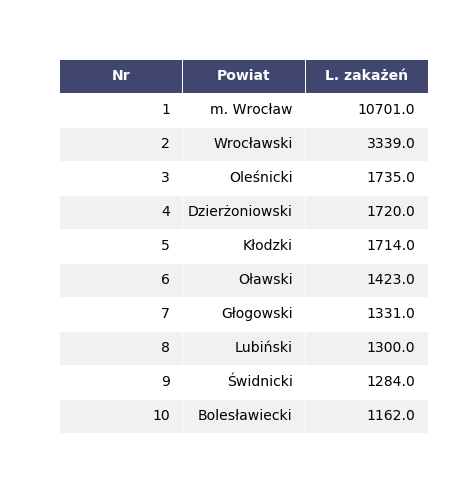 Nr Powiat L. zakażeń
1 m. Wrocław 10701.0
2 Wrocławski 3339.0
3 Oleśnicki 1735.0
4 Dzierżoniowski 1720.0
5 Kłodzki 1714.0
6 Oławski 1423.0
7 Głogowski 1331.0
8 Lubiński 1300.0
9 Świdnicki 1284.0
10 Bolesławiecki 1162.0